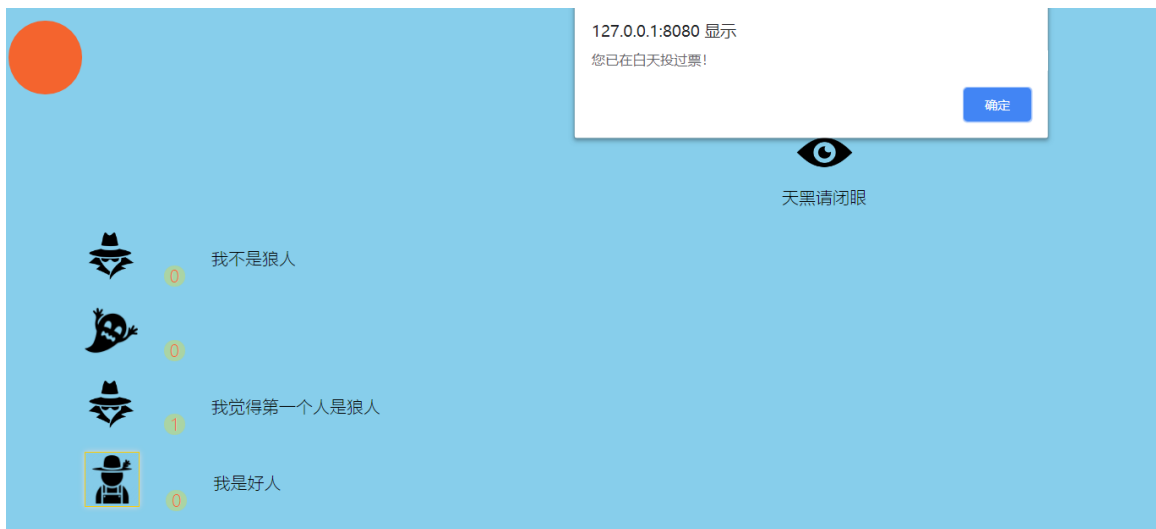 127.0.0.1:8080 显示
您已在白天投过票!
确定
天黑请闭眼
我不是狼人
0
0
我觉得第一个人是狼人
1
我是好人
0